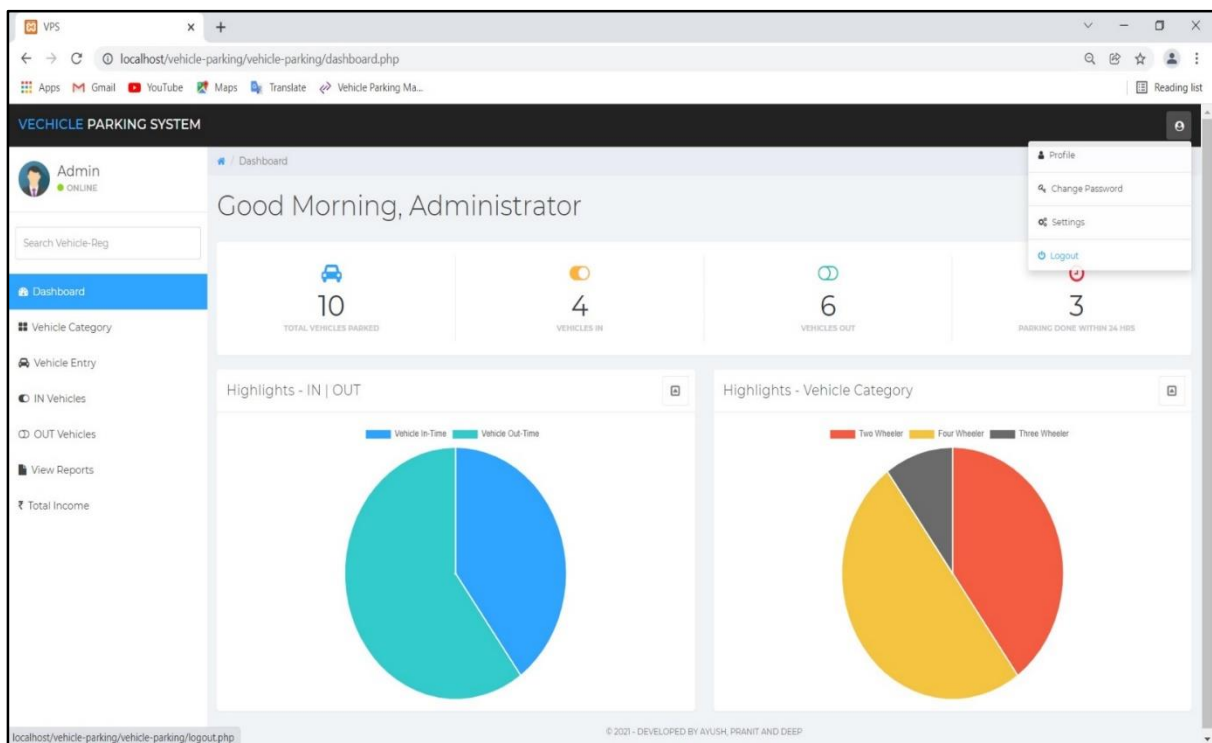 VPS
localhost/vehicle-parking/vehicle-parking/dashboard.php
Apps Gmail YouTube Maps Translate Vehicle Parking Ma... Reading list
VECHICLE PARKING SYSTEM
Admin
ONLINE
Search Vehicle-Reg
Dashboard
Vehicle Category
Vehicle Entry
IN Vehicles
OUT Vehicles
View Reports
₹ Total Income
/ Dashboard
Profile
Change Password
Settings
Logout
Good Morning, Administrator
10
TOTAL VEHICLES PARKED
4
VEHICLES IN
6
VEHICLES OUT
3
PARKING DONE WITHIN 24 HRS
Highlights - IN | OUT
Vehicle In-Time Vehicle Out-Time
Highlights - Vehicle Category
Two Wheeler Four Wheeler Three Wheeler
© 2021 - DEVELOPED BY AYUSH, PRANIT AND DEEP
localhost/vehicle-parking/vehicle-parking/logout.php